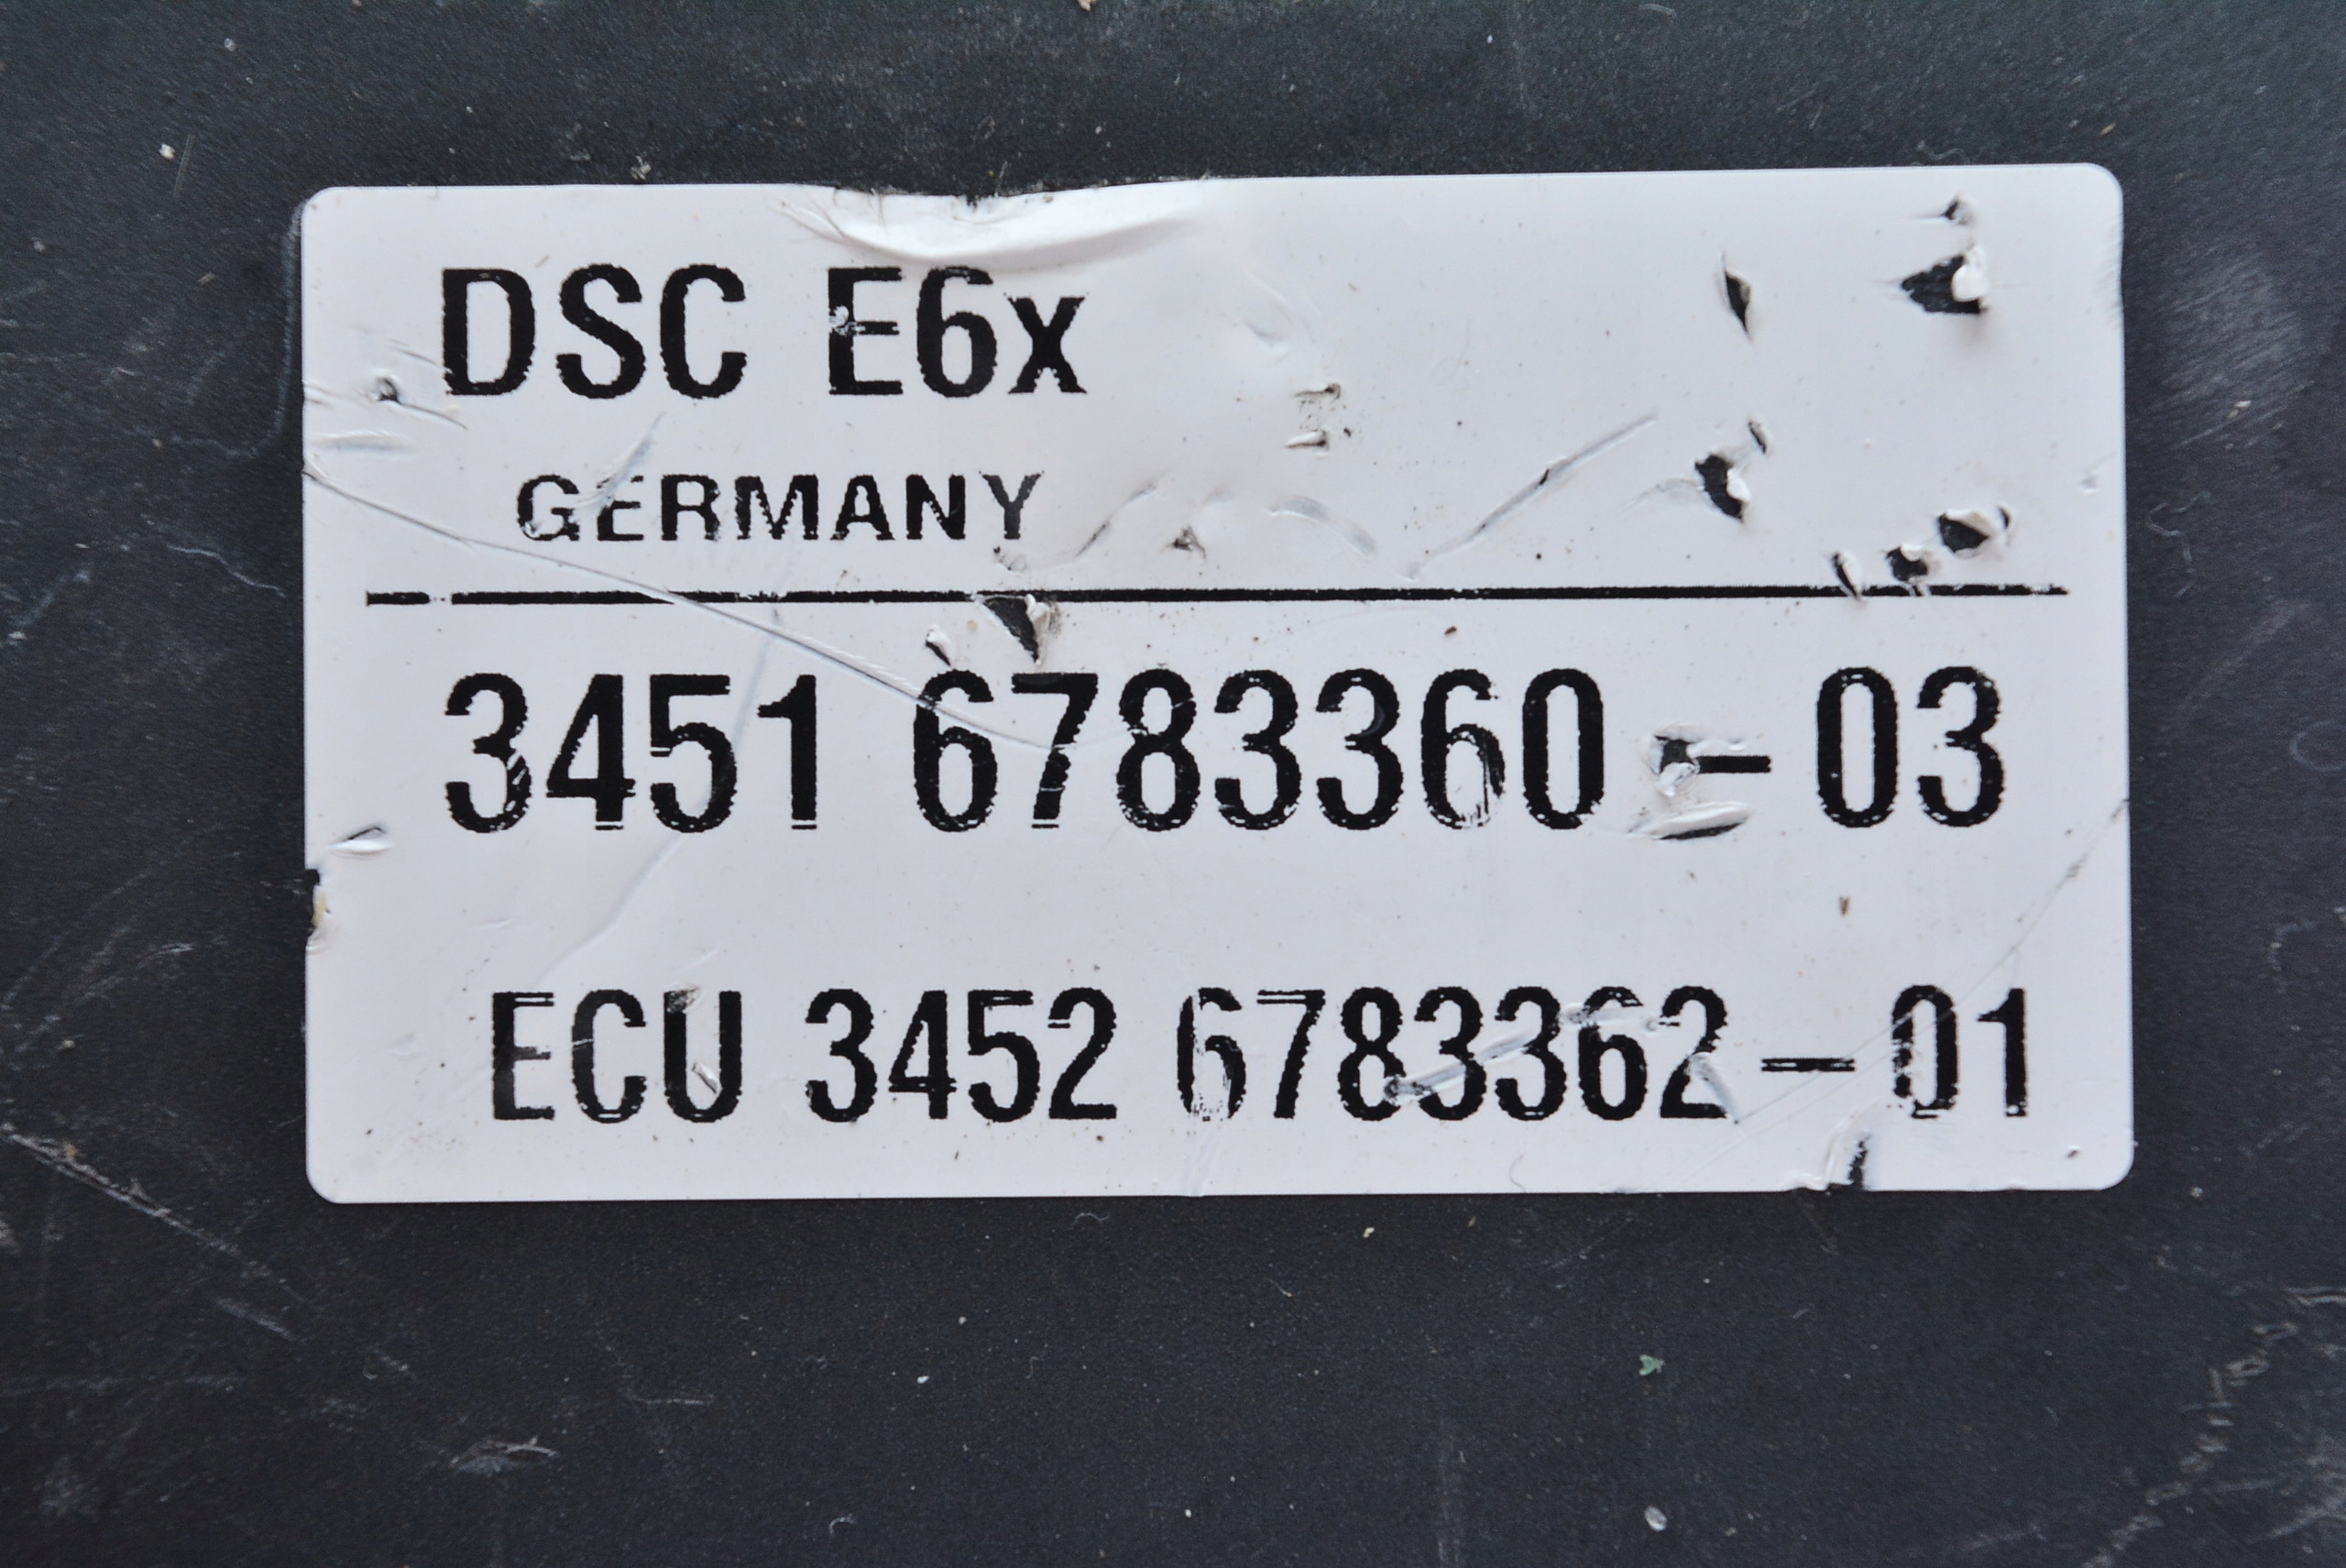 DSC E6x
GERMANY
3451 6783360 - 03
ECU 3452 6783362-01